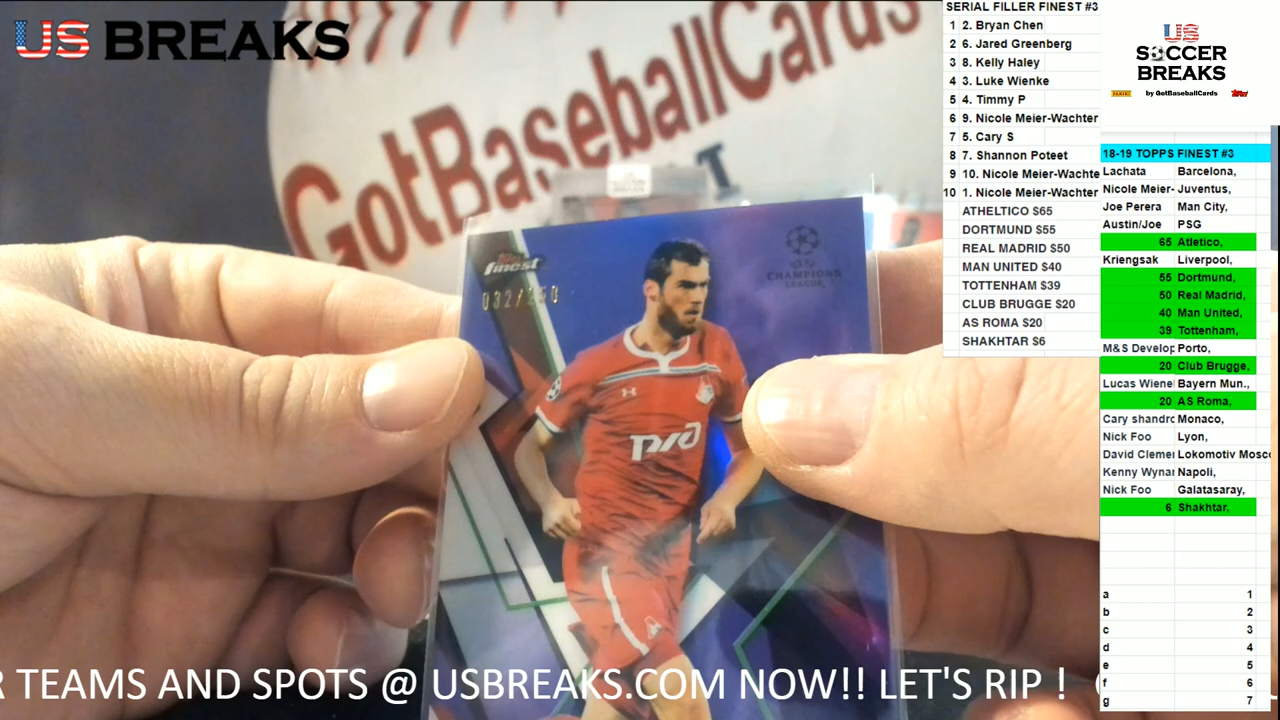 US BREAKS
GotBaseballCards
finest
032/150
CHAMPIONS
LEAGUE
pzd
R TEAMS AND SPOTS @ USBREAKS.COM NOW!! LET'S RIP !
SERIAL FILLER FINEST #3
1 2. Bryan Chen
2 6. Jared Greenberg
3 8. Kelly Haley
4 3. Luke Wienke
5 4. Timmy P
6 9. Nicole Meier-Wachter
7 5. Cary S
8 7. Shannon Poteet
9 10. Nicole Meier-Wachte
10 1. Nicole Meier-Wachter
ATHELTICO $65
DORTMUND $55
REAL MADRID $50
MAN UNITED $40
TOTTENHAM $39
CLUB BRUGGE $20
AS ROMA $20
SHAKHTAR $6
US
SOCCER
BREAKS
PANINI by GotBaseballCards Topps
18-19 TOPPS FINEST #3
Lachata Barcelona,
Nicole Meier- Juventus,
Joe Perera Man City,
Austin/Joe PSG
65 Atletico,
Kriengsak Liverpool,
55 Dortmund,
50 Real Madrid,
40 Man United,
39 Tottenham,
M&S Develop Porto,
20 Club Brugge,
Lucas Wienel Bayern Mun.,
20 AS Roma,
Cary shandro Monaco,
Nick Foo Lyon,
David Clemer Lokomotiv Mosco
Kenny Wynar Napoli,
Nick Foo Galatasaray,
6 Shakhtar,
a 1
b 2
c 3
d 4
e 5
f 6
g 7